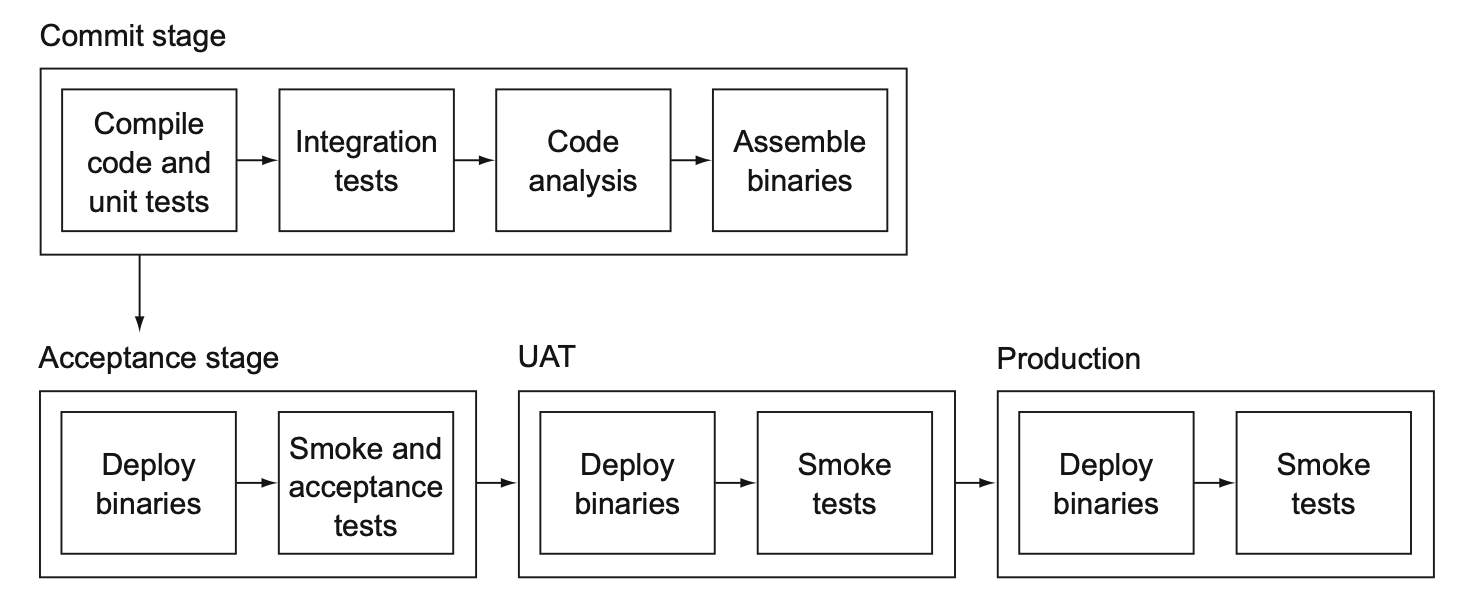 Commit stage
Compile
code and
unit tests
Integration
tests
Code
analysis
Assemble
binaries
Acceptance stage
Deploy
binaries
Smoke and
acceptance
tests
UAT
Deploy
binaries
Smoke
tests
Production
Deploy
binaries
Smoke
tests